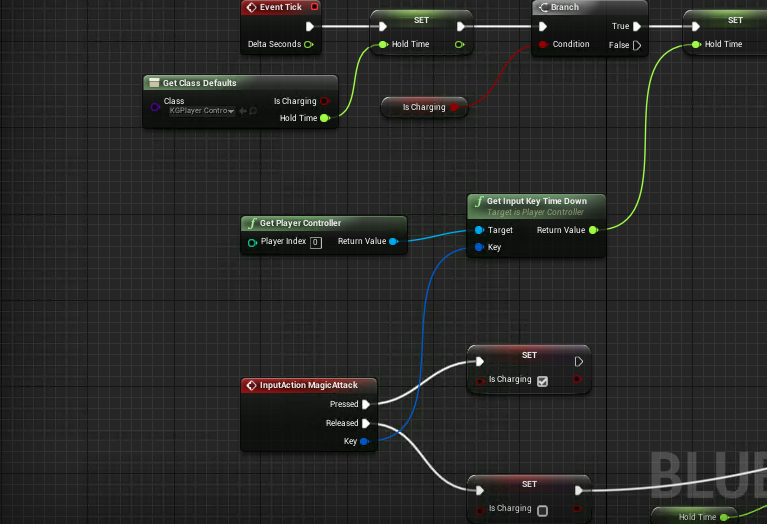 Event Tick
Delta Seconds
SET
Hold Time
Branch
True
Condition
False
SET
Hold Time
Get Class Defaults
Class
KGPlayer Contro
Is Charging
Hold Time
Is Charging
Get Player Controller
Player Index 0
Return Value
Get Input Key Time Down
Target is Player Controller
Target
Return Value
Key
SET
Is Charging
InputAction MagicAttack
Pressed
Released
Key
SET
Is Charging
BLUE
Hold Time